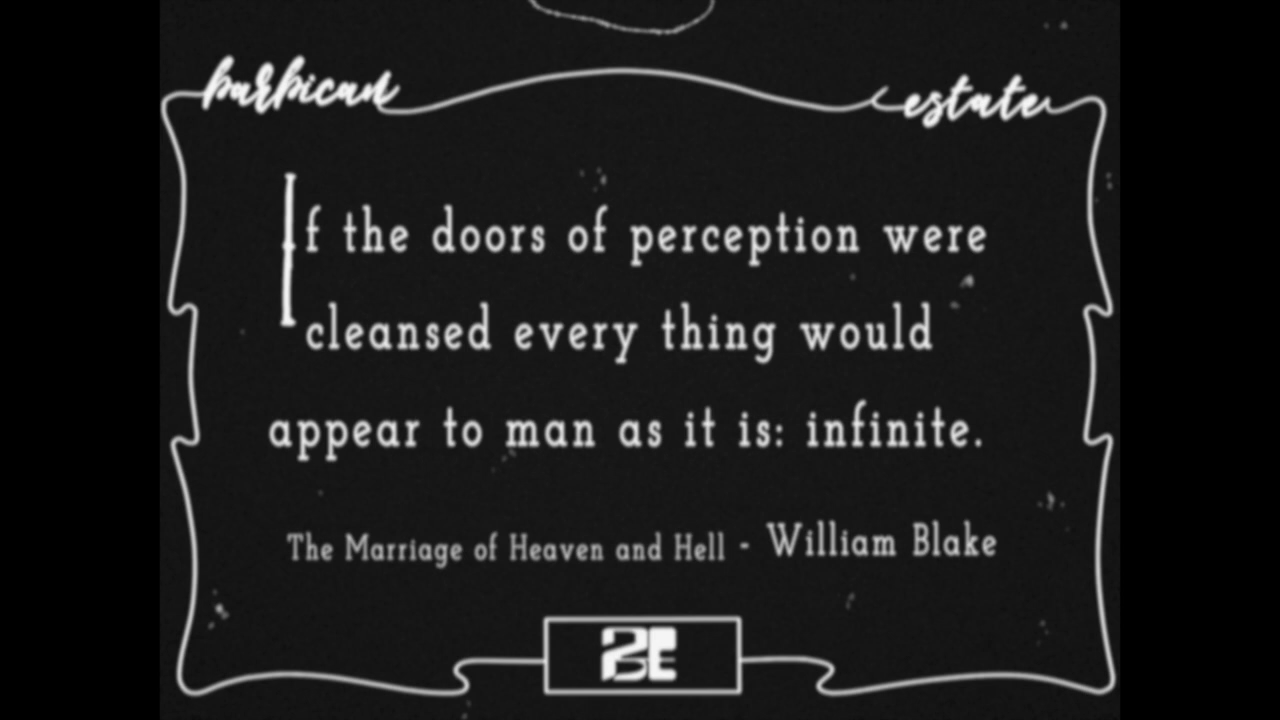 barbican estate
If the doors of perception were
cleansed every thing would
appear to man as it is: infinite.
The Marriage of Heaven and Hell - William Blake
BE